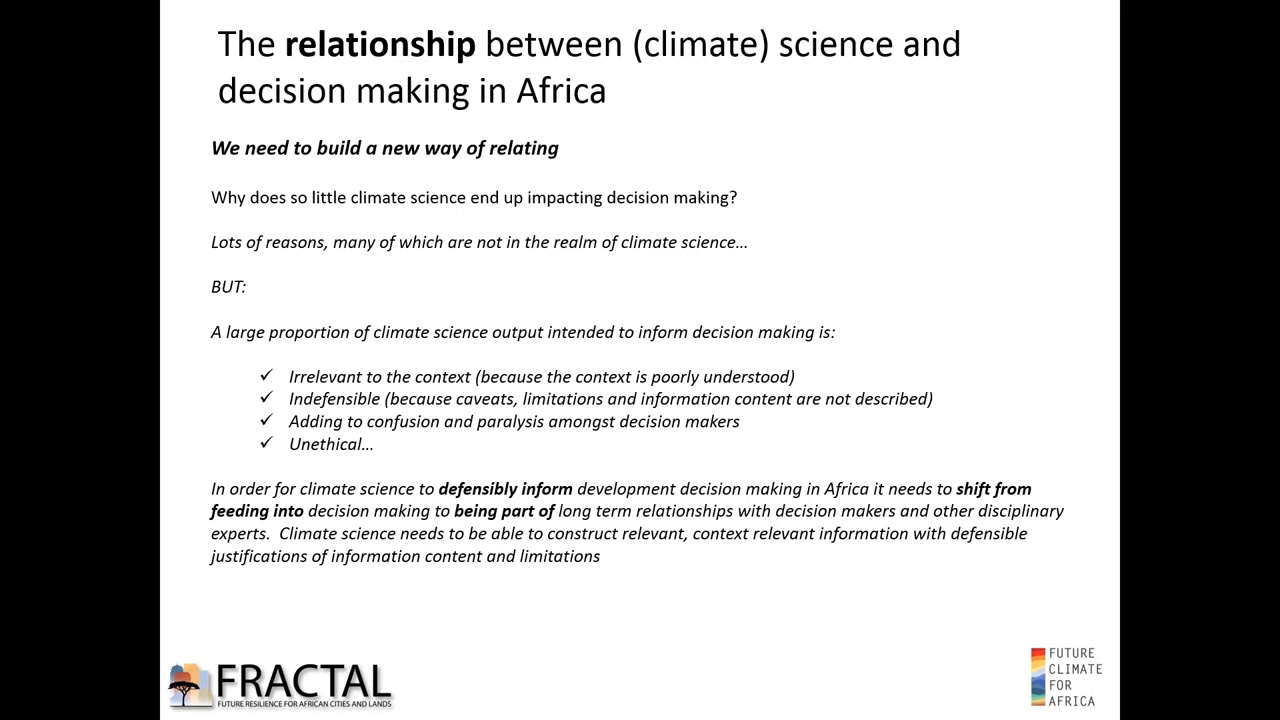 The relationship between (climate) science and
decision making in Africa
We need to build a new way of relating
Why does so little climate science end up impacting decision making?
Lots of reasons, many of which are not in the realm of climate science...
BUT:
A large proportion of climate science output intended to inform decision making is:
✓ Irrelevant to the context (because the context is poorly understood)
✓ Indefensible (because caveats, limitations and information content are not described)
✓ Adding to confusion and paralysis amongst decision makers
✓ Unethical...
In order for climate science to defensibly inform development decision making in Africa it needs to shift from
feeding into decision making to being part of long term relationships with decision makers and other disciplinary
experts.  Climate science needs to be able to construct relevant, context relevant information with defensible
justifications of information content and limitations
FRACTAL
FUTURE RESILIENCE FOR AFRICAN CITIES AND LANDS
FUTURE
CLIMATE
FOR
AFRICA